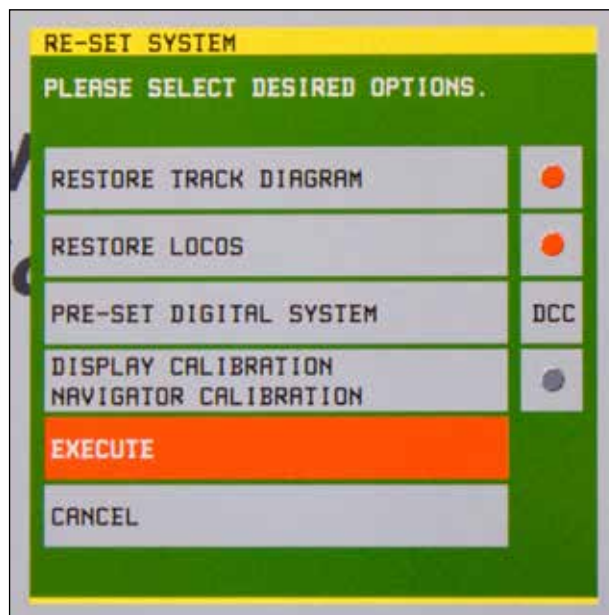 RE-SET SYSTEM
PLEASE SELECT DESIRED OPTIONS.
RESTORE TRACK DIAGRAM
RESTORE LOCOS
PRE-SET DIGITAL SYSTEM DCC
DISPLAY CALIBRATION
NAVIGATOR CALIBRATION
EXECUTE
CANCEL